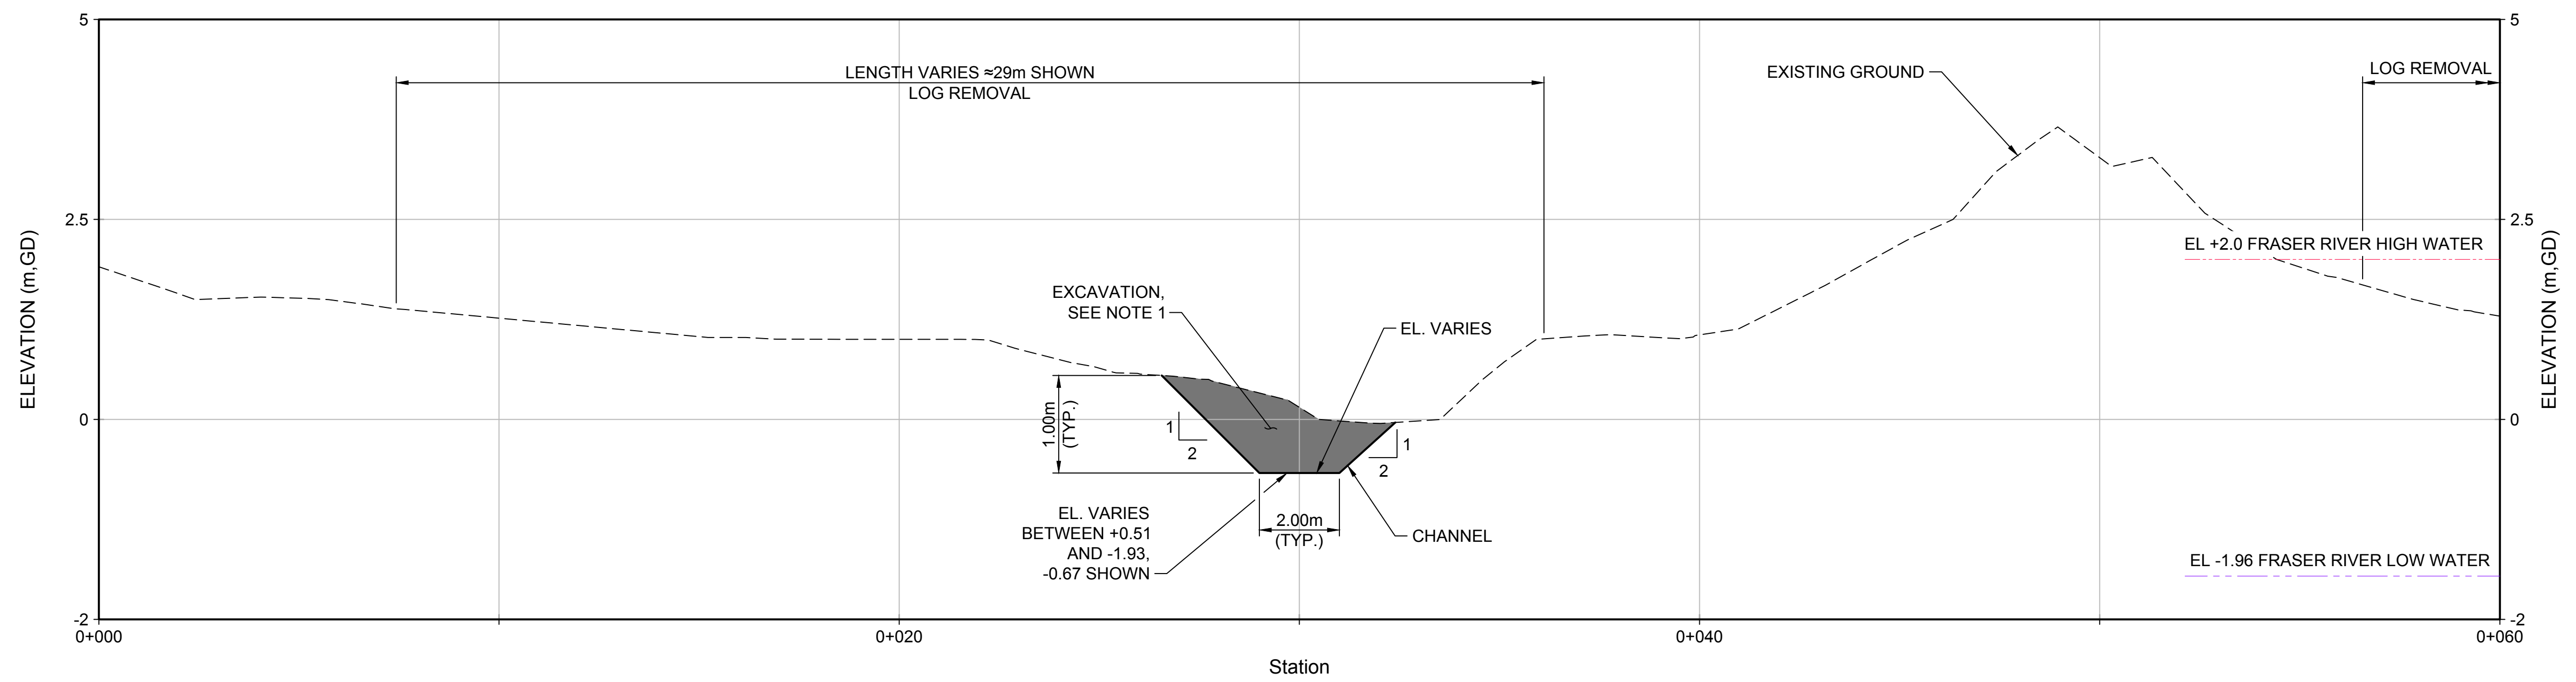 5
5
LENGTH VARIES ≈29m SHOWN
LOG REMOVAL
EXISTING GROUND
LOG REMOVAL
2.5
2.5
EL +2.0 FRASER RIVER HIGH WATER
ELEVATION (m,GD)
ELEVATION (m,GD)
EXCAVATION,
SEE NOTE 1
EL. VARIES
1.00m
(TYP.)
0
0
1
2
1
2
EL. VARIES
BETWEEN +0.51
AND -1.93,
-0.67 SHOWN
2.00m
(TYP.)
CHANNEL
EL -1.96 FRASER RIVER LOW WATER
-2
-2
0+000
0+020
0+040
0+060
Station